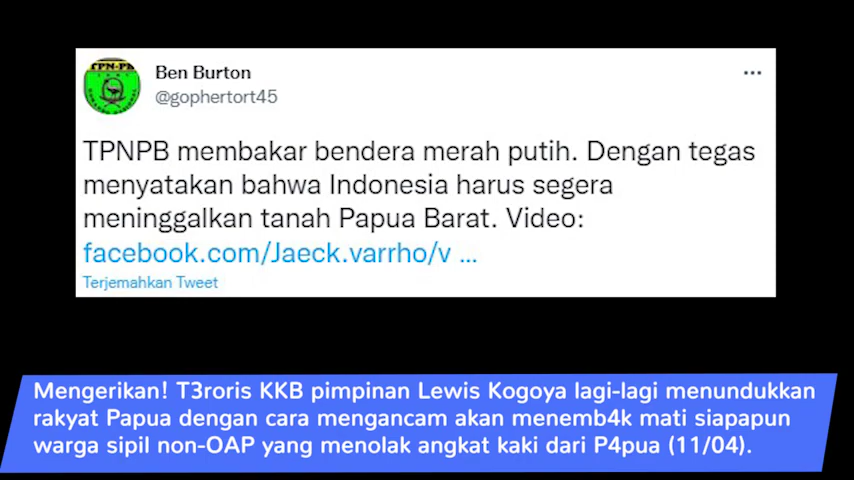 TPN-PB
Ben Burton
@gophertort45
TPNPB membakar bendera merah putih. Dengan tegas
menyatakan bahwa Indonesia harus segera
meninggalkan tanah Papua Barat. Video:
facebook.com/Jaeck.varrho/v ...
Terjemahkan Tweet
Mengerikan! T3roris KKB pimpinan Lewis Kogoya lagi-lagi menundukkan
rakyat Papua dengan cara mengancam akan menemb4k mati siapapun
warga sipil non-OAP yang menolak angkat kaki dari P4pua (11/04).